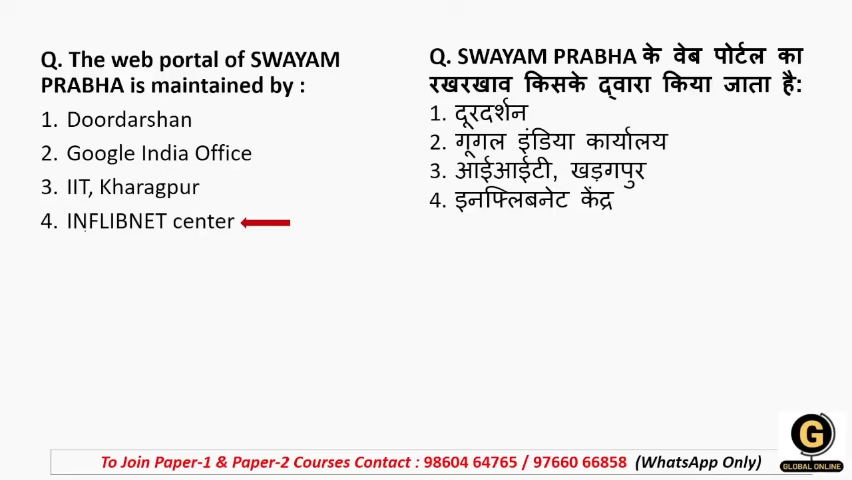 Q. The web portal of SWAYAM
PRABHA is maintained by :
1. Doordarshan
2. Google India Office
3. IIT, Kharagpur
4. INFLIBNET center
Q. SWAYAM PRABHA के वेब पोर्टल का
रखरखाव किसके द्वारा किया जाता है:
1. दूरदर्शन
2. गूगल इंडिया कार्यालय
3. आईआईटी, खड़गपुर
4. इनफ्लिबनेट केंद्र
To Join Paper-1 & Paper-2 Courses Contact : 98604 64765 / 97660 66858 (WhatsApp Only)
G
GLOBAL ONLINE